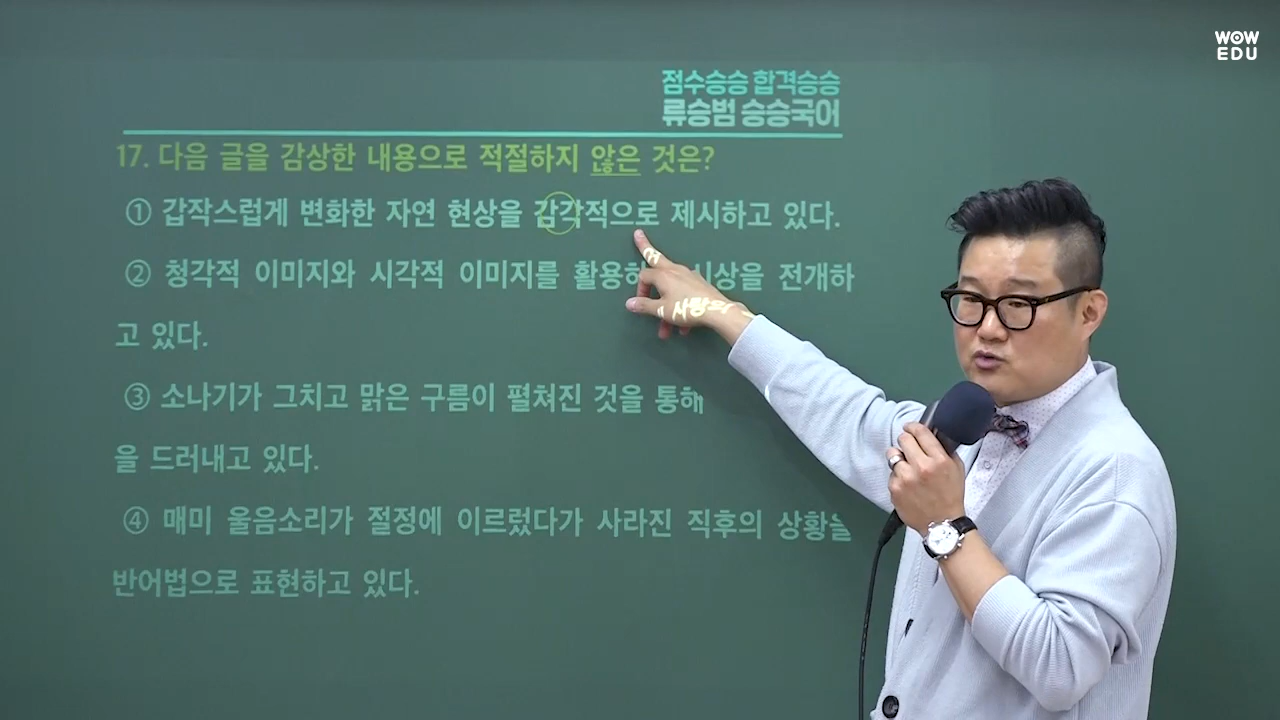 WOW
EDU
점수승승 합격승승
류승범 승승국어
17. 다음 글을 감상한 내용으로 적절하지 않은 것은?
① 갑작스럽게 변화한 자연 현상을 감각적으로 제시하고 있다.
② 청각적 이미지와 시각적 이미지를 시상을 전개하
고 있다.
③ 소나기가 그치고 맑은 구름이 펼쳐진 것을 통해
을 드러내고 있다.
④ 매미 울음소리가 절정에 이르렀다가 사라진 직후의 상황을
반어법으로 표현하고 있다.